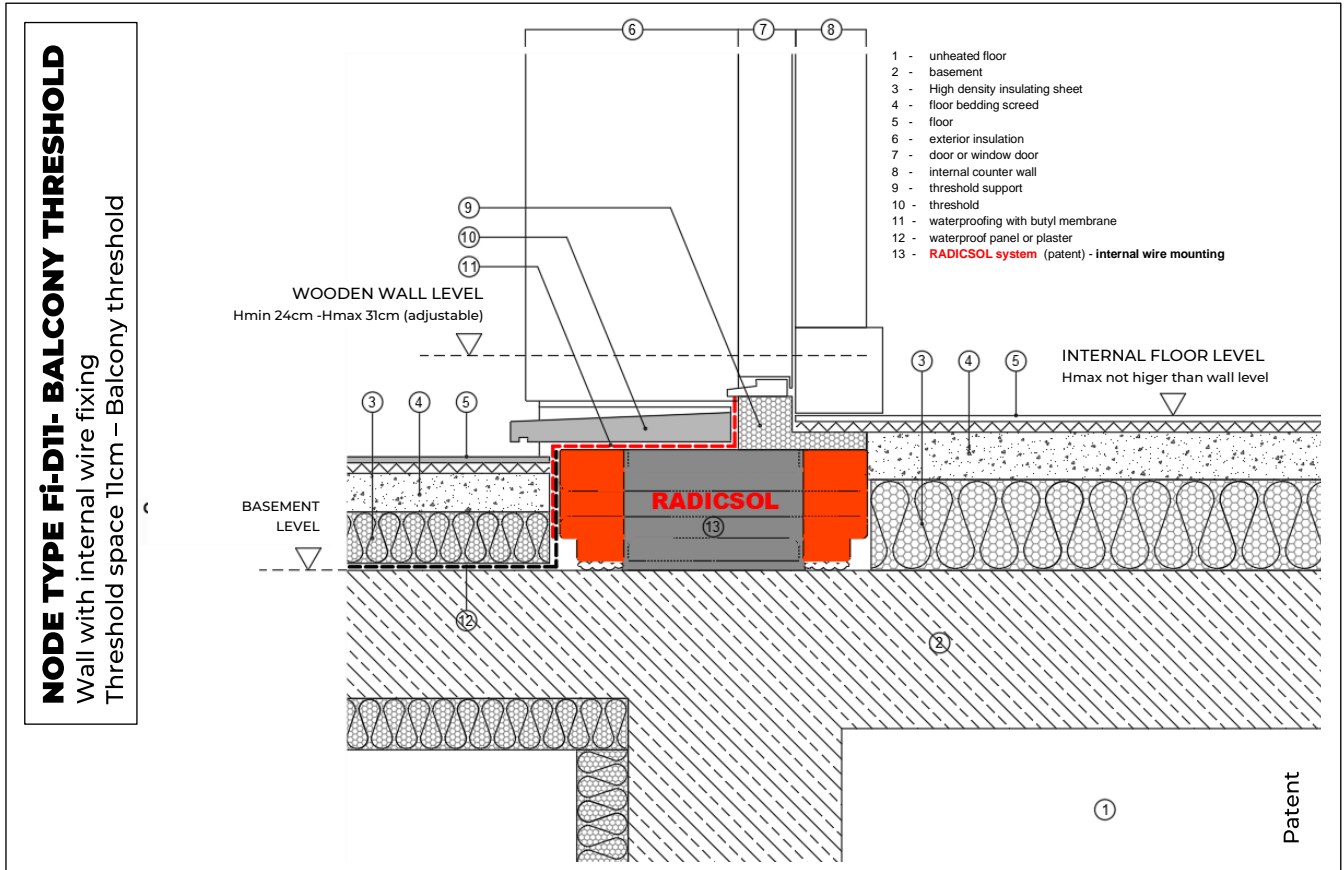 NODE TYPE Fi-D11- BALCONY THRESHOLD
Wall with internal wire fixing
Threshold space 11cm – Balcony threshold
6
7
8
1 - unheated floor
2 - basement
3 - High density insulating sheet
4 - floor bedding screed
5 - floor
6 - exterior insulation
7 - door or window door
8 - internal counter wall
9 - threshold support
10 - threshold
11 - waterproofing with butyl membrane
12 - waterproof panel or plaster
13 - RADICSOL system (patent) - internal wire mounting
9
10
11
WOODEN WALL LEVEL
Hmin 24cm -Hmax 31cm (adjustable)
3
4
5
3
4
5
INTERNAL FLOOR LEVEL
Hmax not higer than wall level
BASEMENT
LEVEL
RADICSOL
13
12
2
1
Patent